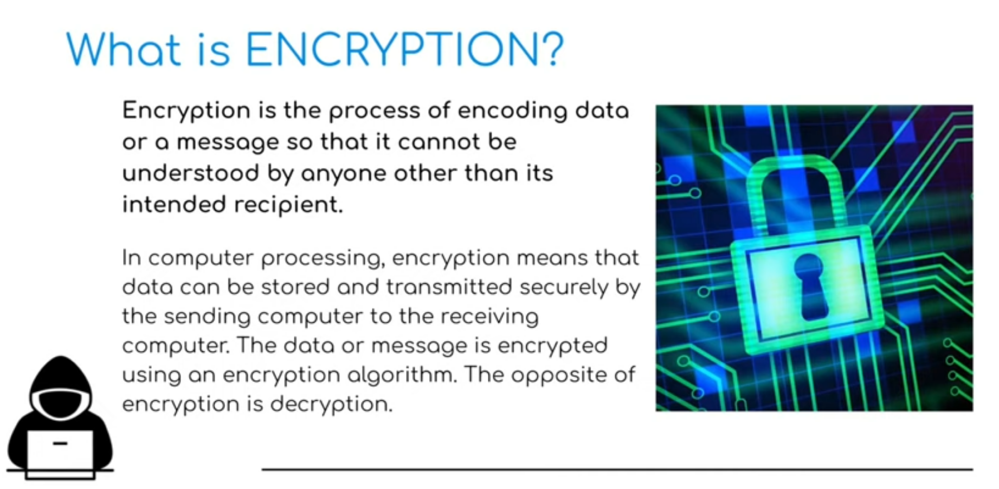 What is ENCRYPTION?
Encryption is the process of encoding data
or a message so that it cannot be
understood by anyone other than its
intended recipient.
In computer processing, encryption means that
data can be stored and transmitted securely by
the sending computer to the receiving
computer. The data or message is encrypted
using an encryption algorithm. The opposite of
encryption is decryption.